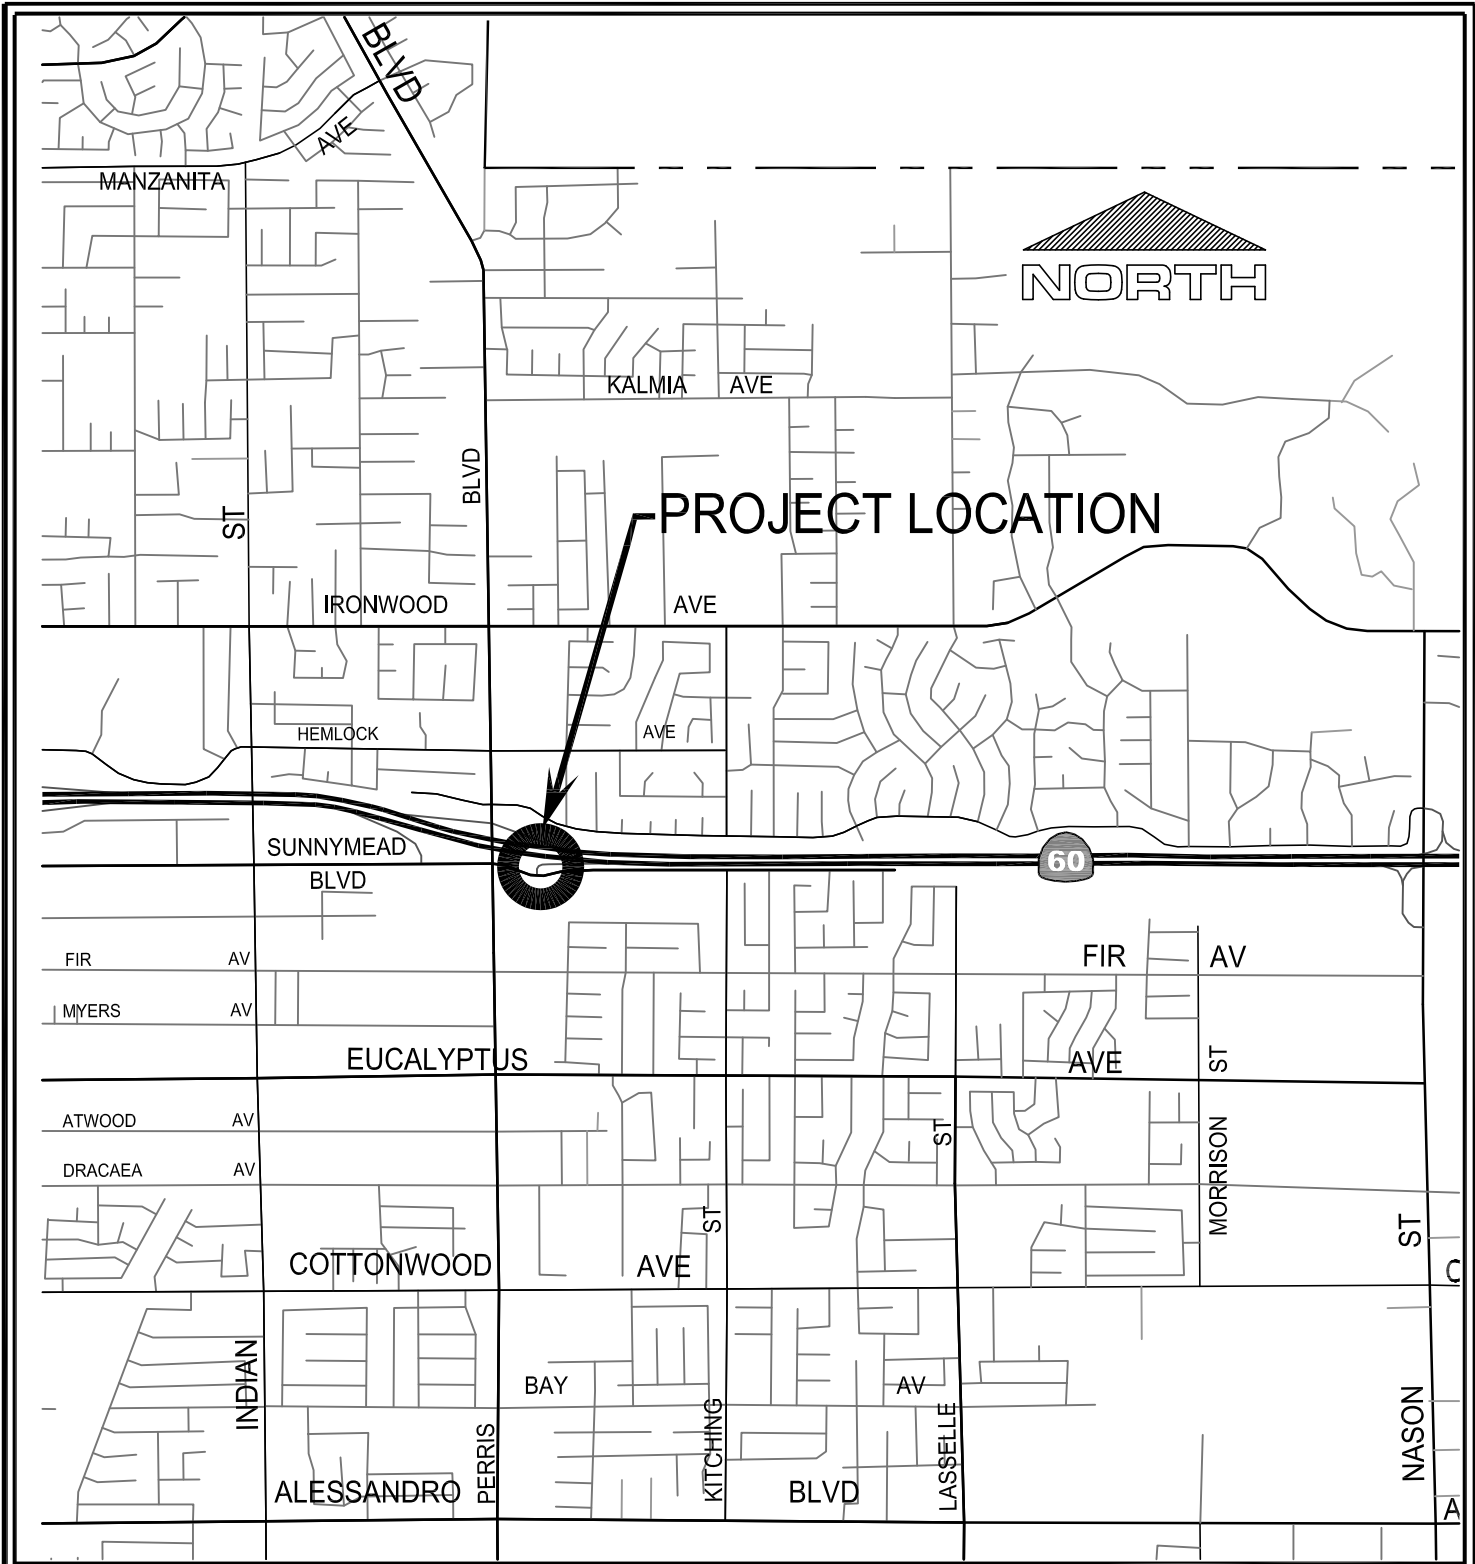 BLVD
AVE
MANZANITA
NORTH
KALMIA AVE
BLVD
PROJECT LOCATION
ST
IRONWOOD AVE
HEMLOCK AVE
SUNNYMEAD
BLVD
60
FIR AV
FIR AV
MYERS AV
EUCALYPTUS AVE
ST
ATWOOD AV
ST
MORRISON
DRACAEA AV
ST
ST
COTTONWOOD AVE
C
INDIAN
BAY AV
PERRIS
KITCHING
LASSELLE
NASON
ALESSANDRO BLVD
A